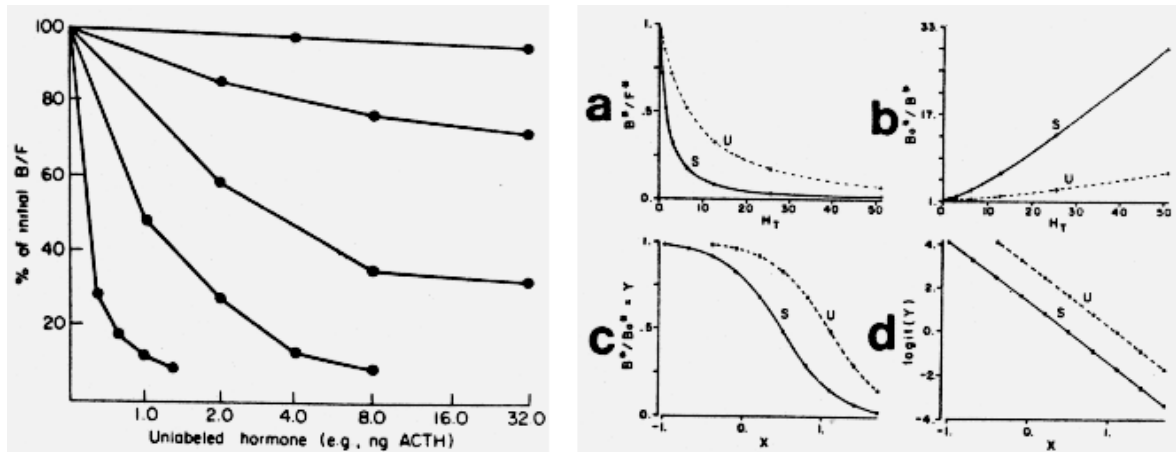 % of initial B/F
100
80
60
40
20
1.0 2.0 4.0 8.0 16.0 32.0
Unlabeled hormone (e.g., ng ACTH)
a
B*/F*
1.
.5
0.
S
U
0 10 20 30 40 50
H_T
b
Bo*/B*
33.
17.
1.
S
U
0 10 20 30 40 50
H_T
c
B*/Bo* = Y
1.
.5
0.
S
U
-1. 0. 1.
X
d
logit(Y)
4.
2.
0.
-2.
-4
S
U
-1. 0. 1.
X